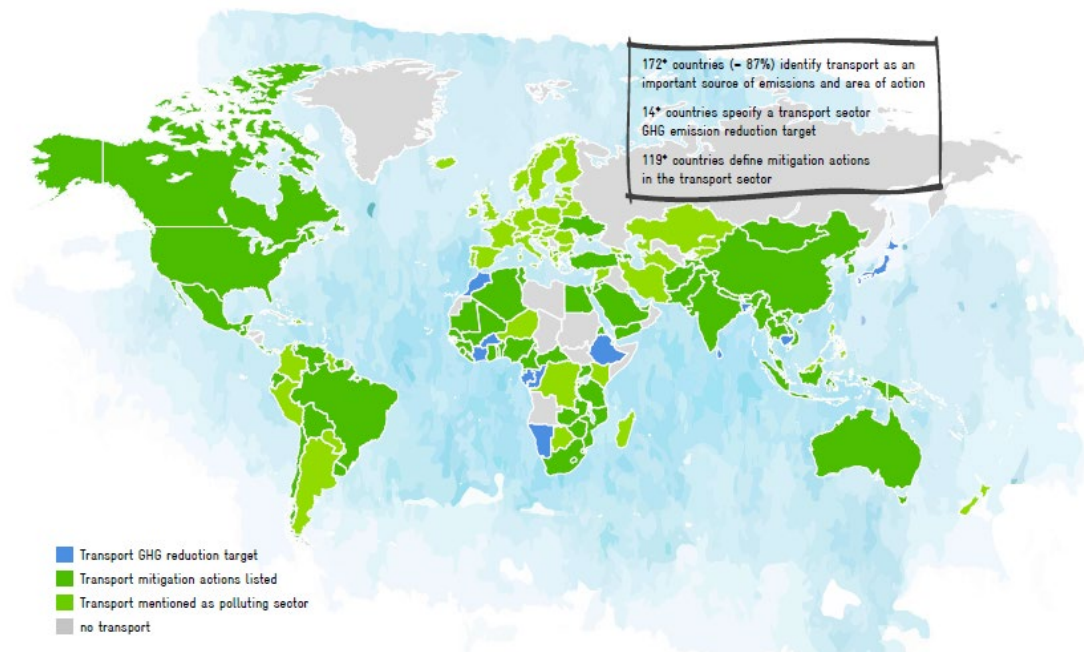 172* countries (= 87%) identify transport as an
important source of emissions and area of action
14* countries specify a transport sector
GHG emission reduction target
119* countries define mitigation actions
in the transport sector
Transport GHG reduction target
Transport mitigation actions listed
Transport mentioned as polluting sector
no transport